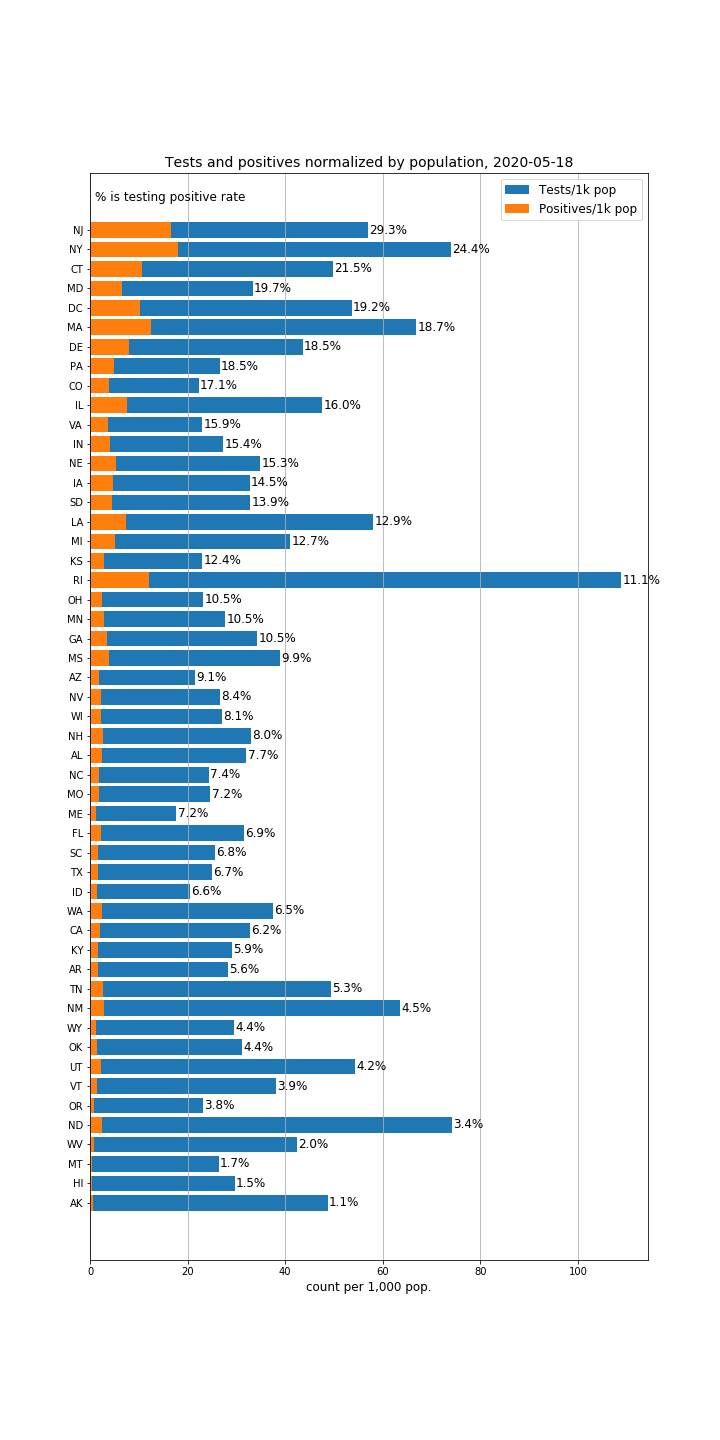 Tests and positives normalized by population, 2020-05-18
% is testing positive rate
Tests/1k pop
Positives/1k pop
NJ 29.3%
NY 24.4%
CT 21.5%
MD 19.7%
DC 19.2%
MA 18.7%
DE 18.5%
PA 18.5%
CO 17.1%
IL 16.0%
VA 15.9%
IN 15.4%
NE 15.3%
IA 14.5%
SD 13.9%
LA 12.9%
MI 12.7%
KS 12.4%
RI 11.1%
OH 10.5%
MN 10.5%
GA 10.5%
MS 9.9%
AZ 9.1%
NV 8.4%
WI 8.1%
NH 8.0%
AL 7.7%
NC 7.4%
MO 7.2%
ME 7.2%
FL 6.9%
SC 6.8%
TX 6.7%
ID 6.6%
WA 6.5%
CA 6.2%
KY 5.9%
AR 5.6%
TN 5.3%
NM 4.5%
WY 4.4%
OK 4.4%
UT 4.2%
VT 3.9%
OR 3.8%
ND 3.4%
WV 2.0%
MT 1.7%
HI 1.5%
AK 1.1%
0 20 40 60 80 100
count per 1,000 pop.